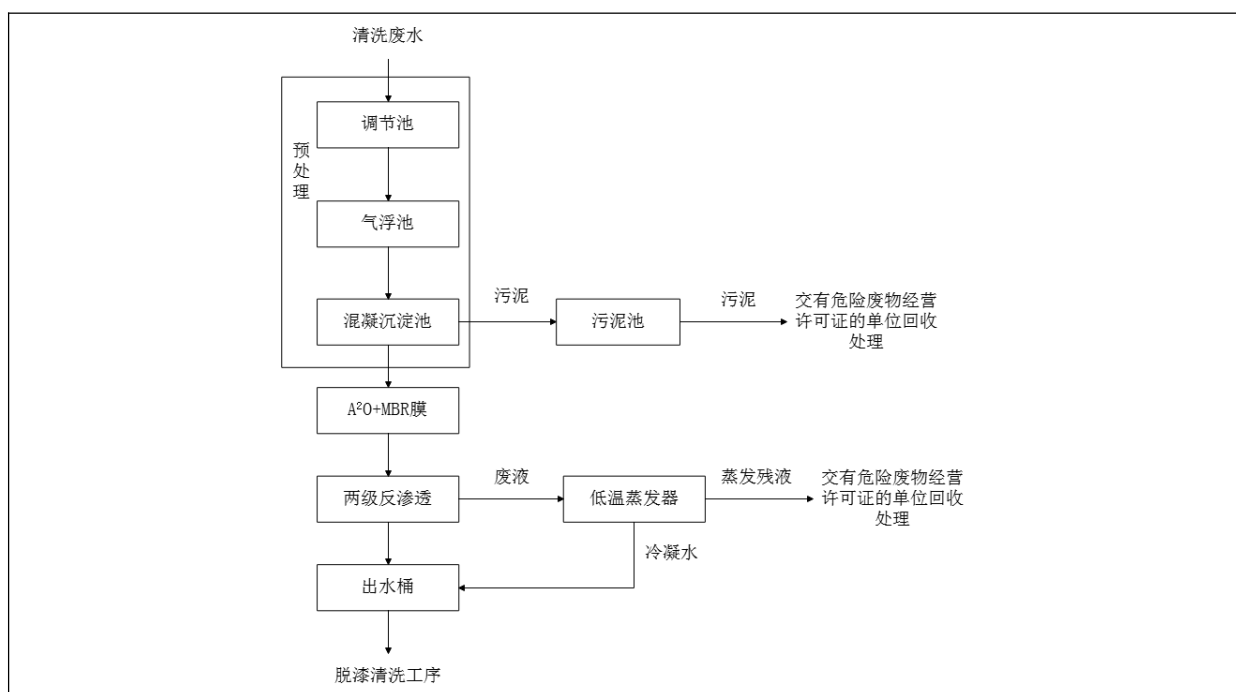 清洗废水
调节池
预
处
理
气浮池
混凝沉淀池
污泥
污泥池
污泥
交有危险废物经营
许可证的单位回收
处理
A²O+MBR膜
两级反渗透
废液
低温蒸发器
蒸发残液
交有危险废物经营
许可证的单位回收
处理
冷凝水
出水桶
脱漆清洗工序